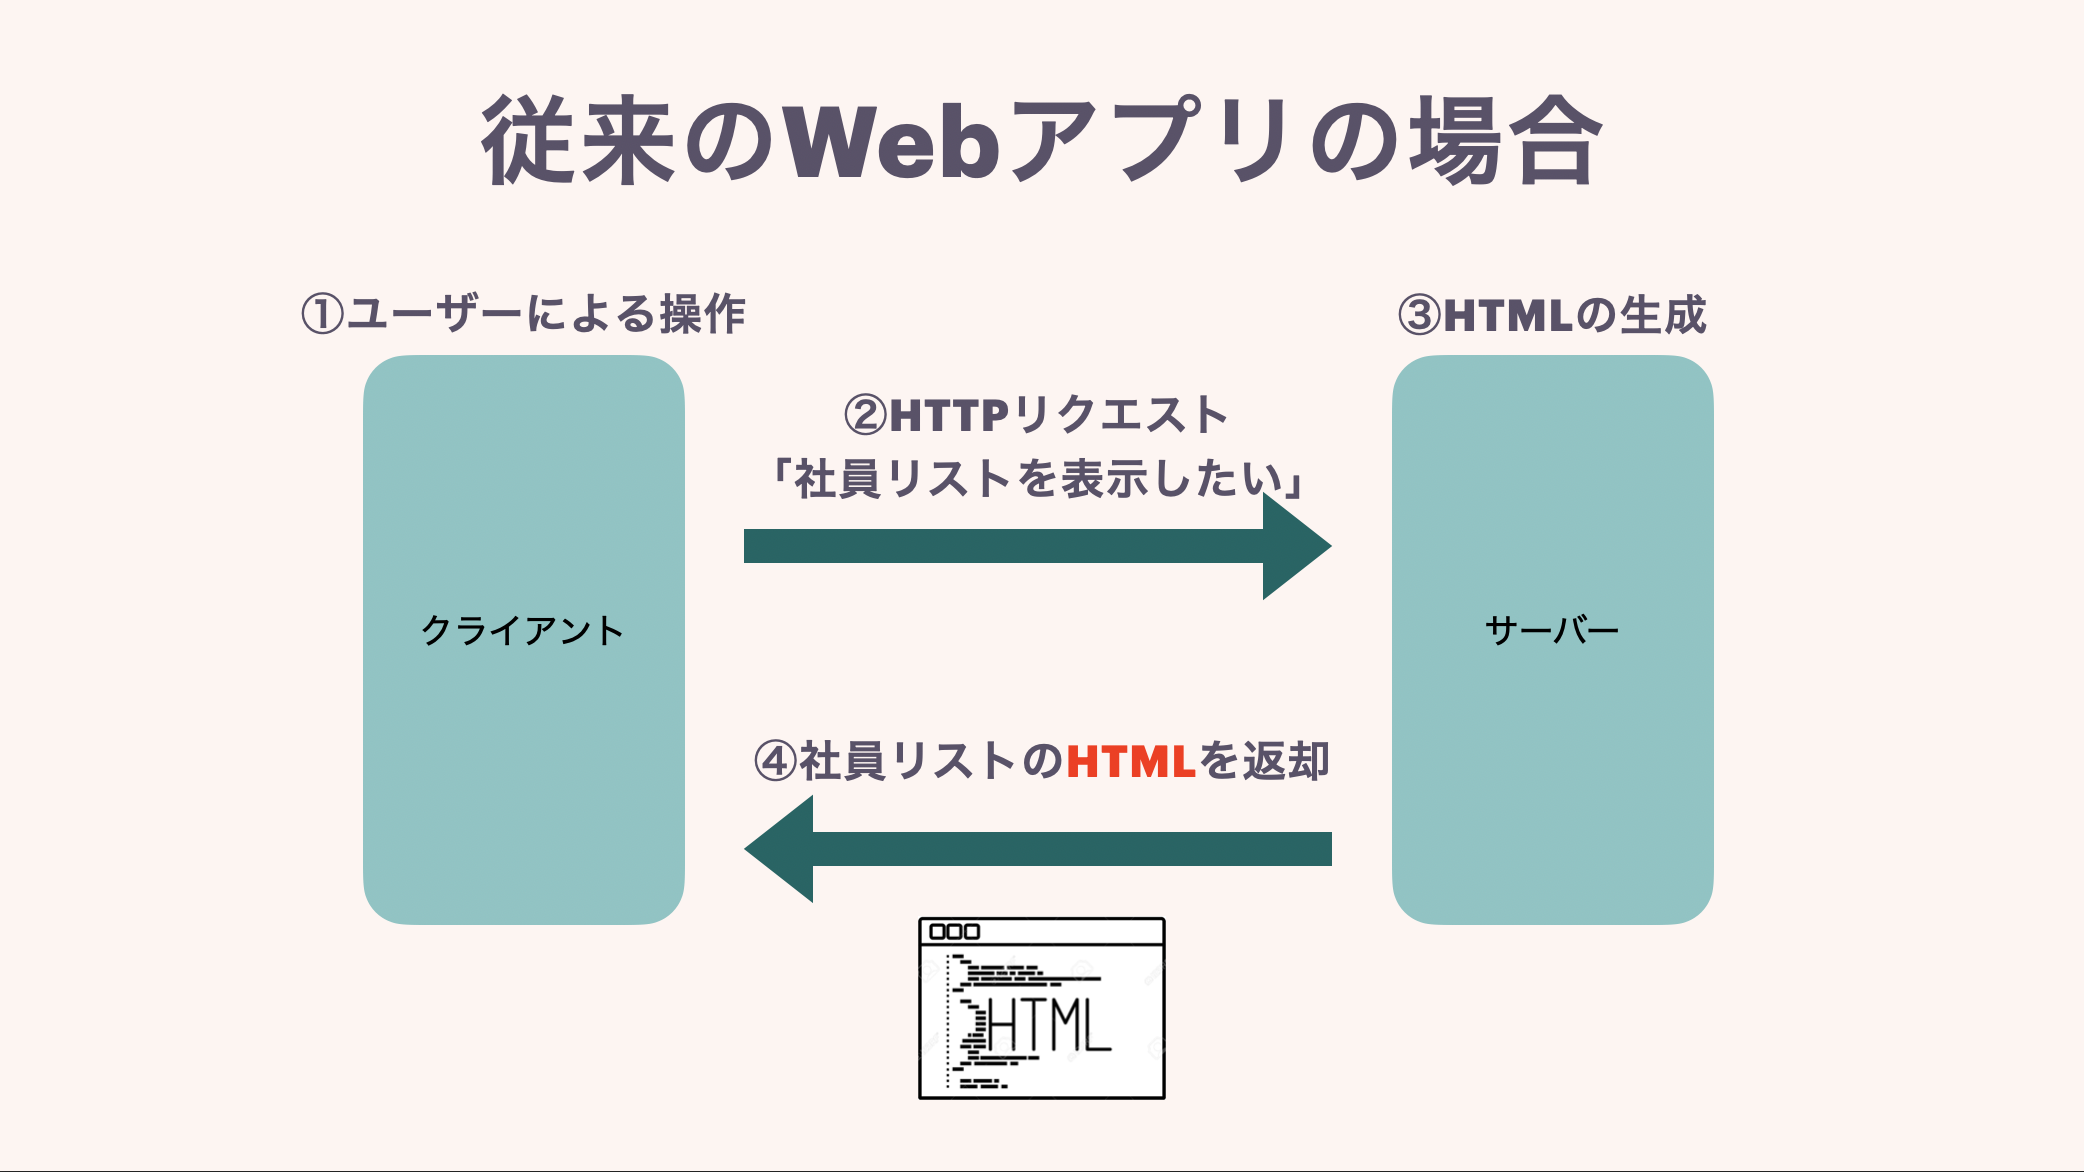 従来のWebアプリの場合
①ユーザーによる操作
③HTMLの生成
②HTTPリクエスト
「社員リストを表示したい」
クライアント
サーバー
④社員リストのHTMLを返却
HTML